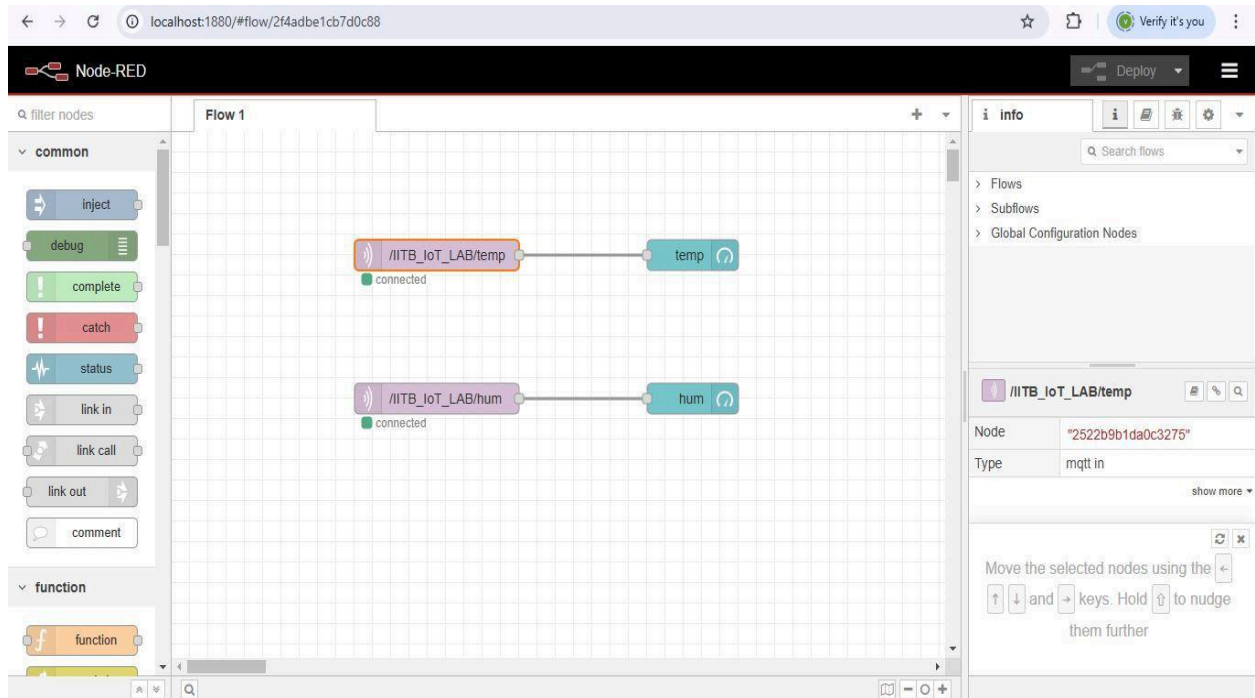 localhost:1880/#flow/2f4adbe1cb7d0c88
Verify it's you
Node-RED
Deploy
filter nodes
Flow 1
i info
common
Search flows
inject
Flows
Subflows
debug
Global Configuration Nodes
/IITB_IoT_LAB/temp
temp
connected
complete
catch
status
/IITB_IoT_LAB/hum
hum
connected
/IITB_IoT_LAB/temp
link in
Node
"2522b9b1da0c3275"
link call
Type
mqtt in
link out
show more
comment
Move the selected nodes using the ←
↑ ↓ and → keys. Hold ⇧ to nudge
them further
function
function